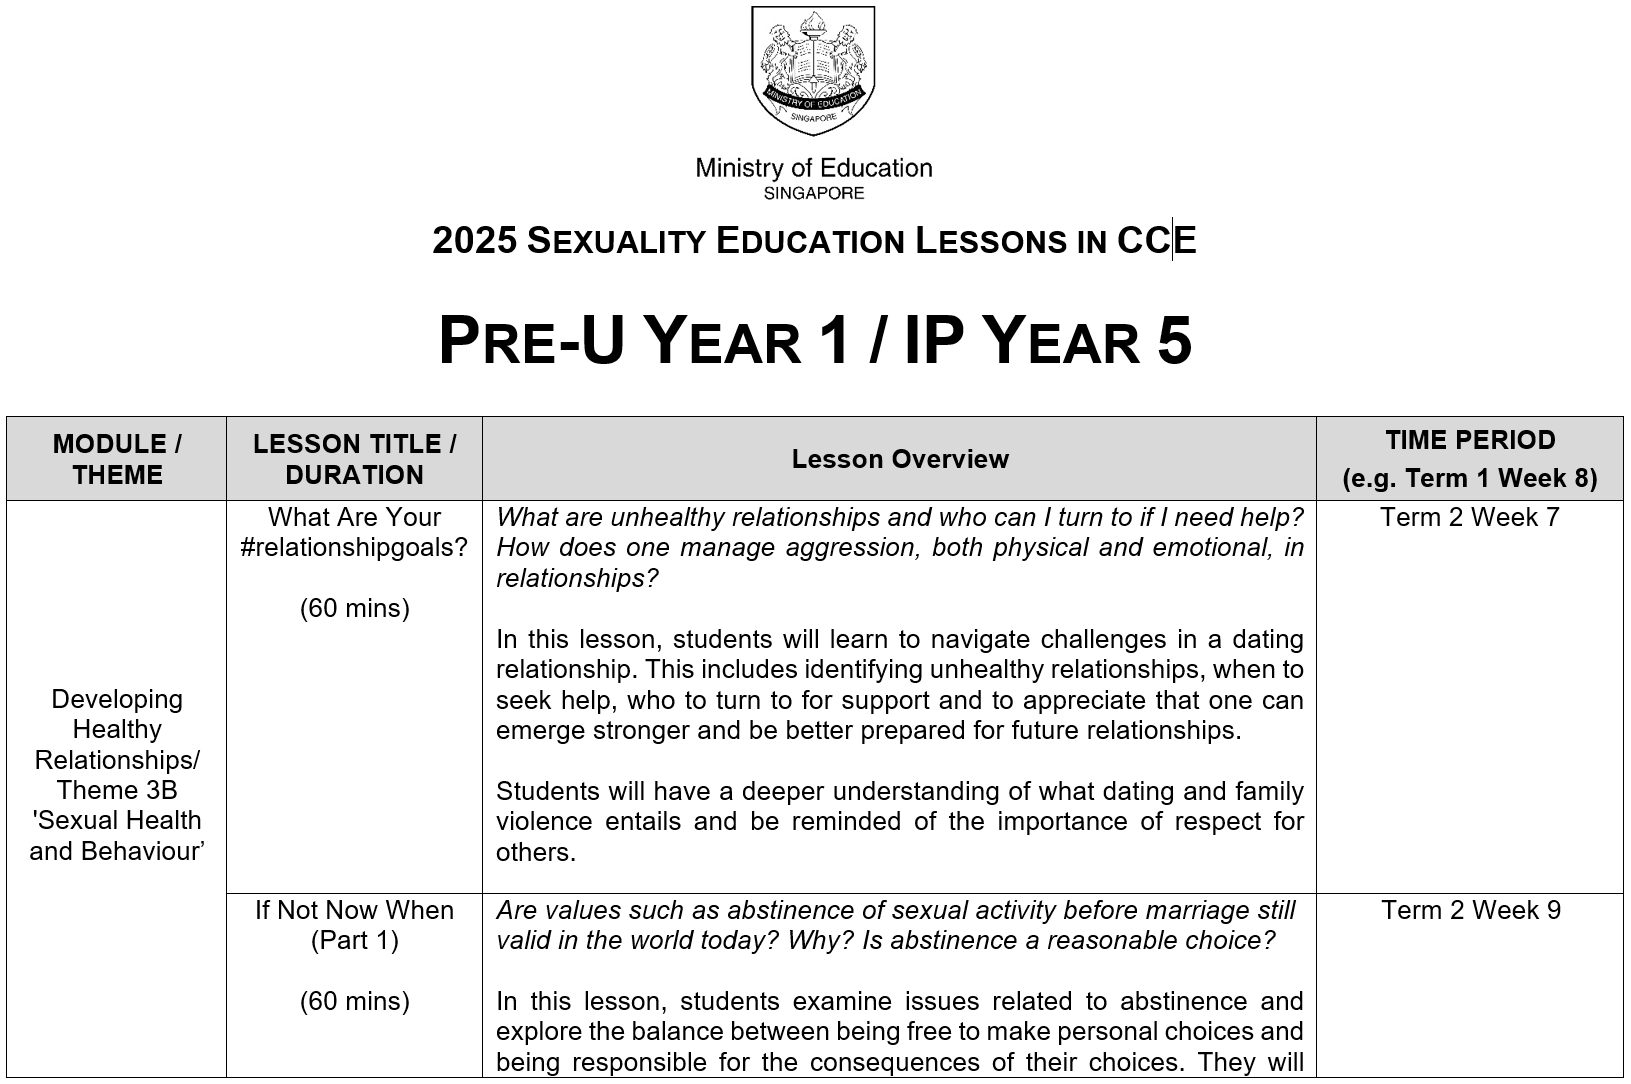 MINISTRY OF EDUCATION
SINGAPORE
Ministry of Education
SINGAPORE
2025 SEXUALITY EDUCATION LESSONS IN CCE
PRE-U YEAR 1 / IP YEAR 5
MODULE /
THEME
LESSON TITLE /
DURATION
Lesson Overview
TIME PERIOD
(e.g. Term 1 Week 8)
Developing
Healthy
Relationships/
Theme 3B
'Sexual Health
and Behaviour’
What Are Your
#relationshipgoals?
(60 mins)
What are unhealthy relationships and who can I turn to if I need help?
How does one manage aggression, both physical and emotional, in
relationships?
In this lesson, students will learn to navigate challenges in a dating
relationship. This includes identifying unhealthy relationships, when to
seek help, who to turn to for support and to appreciate that one can
emerge stronger and be better prepared for future relationships.
Students will have a deeper understanding of what dating and family
violence entails and be reminded of the importance of respect for
others.
Term 2 Week 7
If Not Now When
(Part 1)
(60 mins)
Are values such as abstinence of sexual activity before marriage still
valid in the world today? Why? Is abstinence a reasonable choice?
In this lesson, students examine issues related to abstinence and
explore the balance between being free to make personal choices and
being responsible for the consequences of their choices. They will
Term 2 Week 9